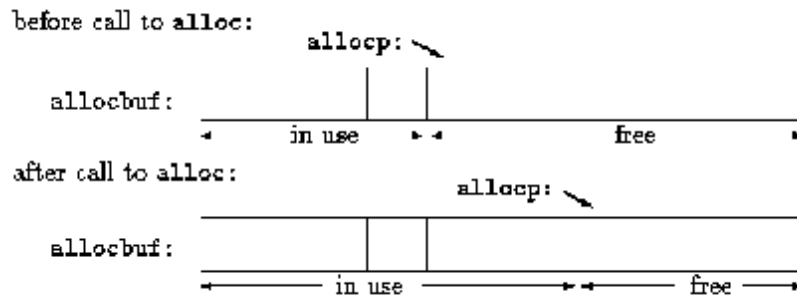 before call to alloc:
allocp:
allocbuf:
in use
free
after call to alloc:
allocp:
allocbuf:
in use
free